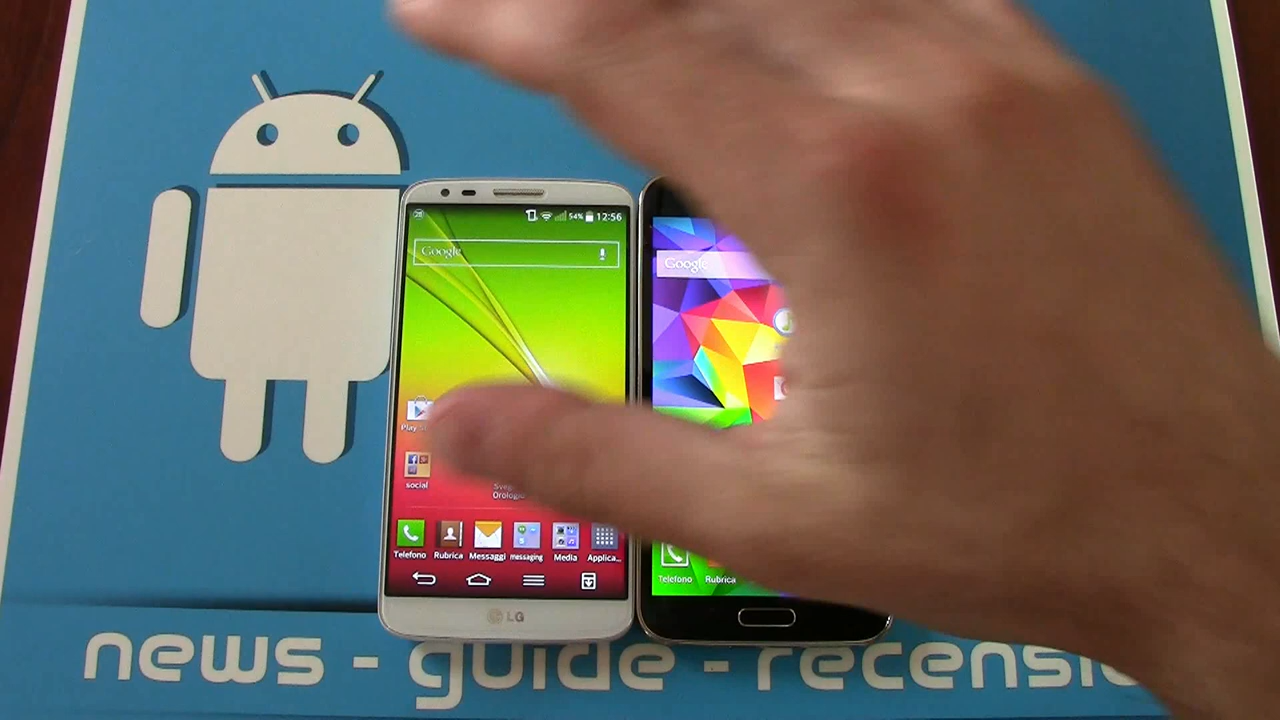 54% 12:56
Google
Google
Play
social
Orologio
Telefono Rubrica Messaggi messaging Media Applica...
Telefono Rubrica
LG
news - guide - recensi